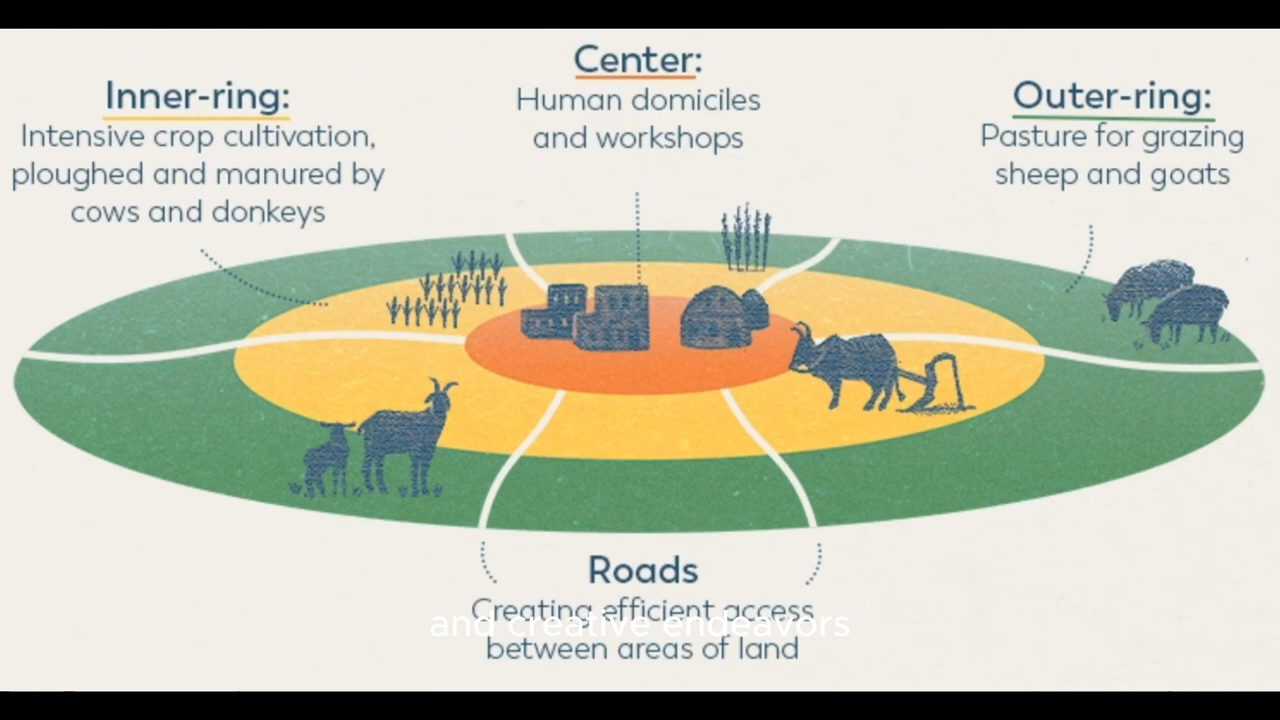 Center:
Human domiciles
and workshops
Inner-ring:
Intensive crop cultivation,
ploughed and manured by
cows and donkeys
Outer-ring:
Pasture for grazing
sheep and goats
Roads
Creating efficient access
and creative endeavors
between areas of land